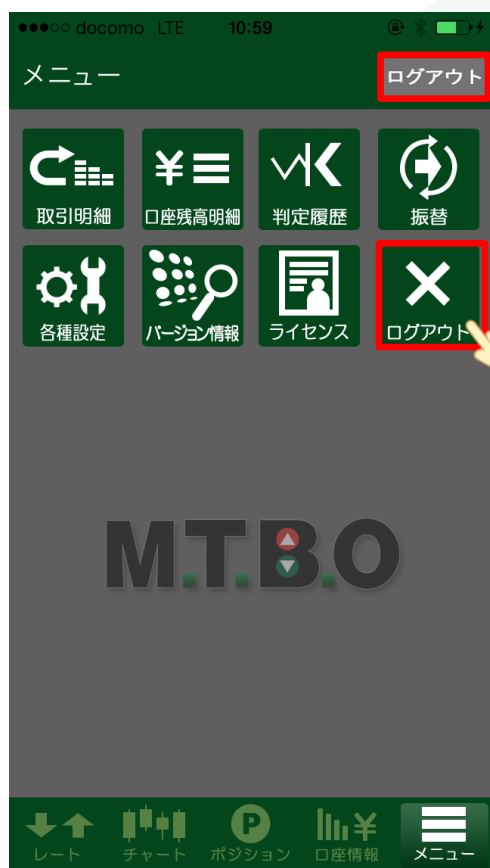 docomo LTE 10:59
メニュー ログアウト
取引明細 口座残高明細 判定履歴 振替
各種設定 バージョン情報 ライセンス ログアウト
M.T.B.O
レート チャート ポジション 口座情報 メニュー